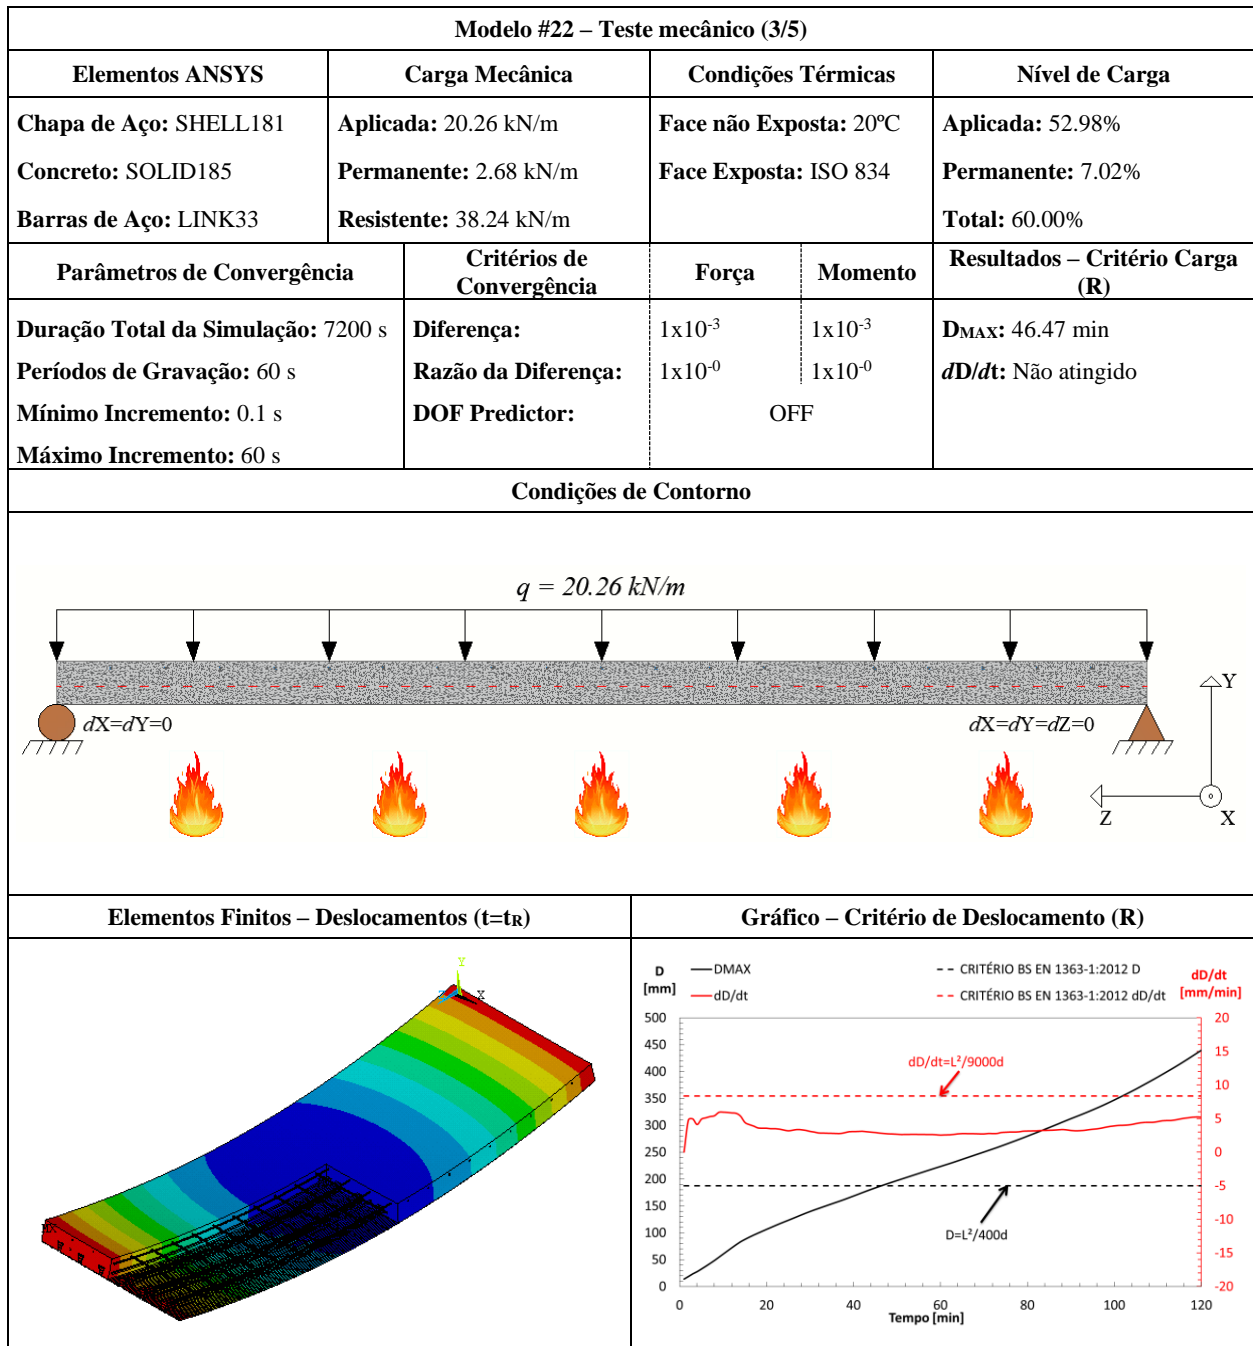 Modelo #22 – Teste mecânico (3/5)
Elementos ANSYS
Carga Mecânica
Condições Térmicas
Nível de Carga
Chapa de Aço: SHELL181
Concreto: SOLID185
Barras de Aço: LINK33
Aplicada: 20.26 kN/m
Permanente: 2.68 kN/m
Resistente: 38.24 kN/m
Face não Exposta: 20ºC
Face Exposta: ISO 834
Aplicada: 52.98%
Permanente: 7.02%
Total: 60.00%
Parâmetros de Convergência
Critérios de
Convergência
Força
Momento
Resultados – Critério Carga
(R)
Duração Total da Simulação: 7200 s
Períodos de Gravação: 60 s
Mínimo Incremento: 0.1 s
Máximo Incremento: 60 s
Diferença: 1x10-3 1x10-3
Razão da Diferença: 1x10-0 1x10-0
DOF Predictor: OFF
DMAX: 46.47 min
dD/dt: Não atingido
Condições de Contorno
q = 20.26 kN/m
dX=dY=0
dX=dY=dZ=0
Y
Z
X
Elementos Finitos – Deslocamentos (t=tR)
Y
Z
X
Gráfico – Critério de Deslocamento (R)
D
[mm]
DMAX
CRITÉRIO BS EN 1363-1:2012 D
dD/dt
CRITÉRIO BS EN 1363-1:2012 dD/dt
dD/dt
[mm/min]
500
450
400
350
300
250
200
150
100
50
0
dD/dt=L²/9000d
D=L²/400d
20
15
10
5
0
-5
-10
-15
-20
0 20 40 60 80 100 120
Tempo [min]